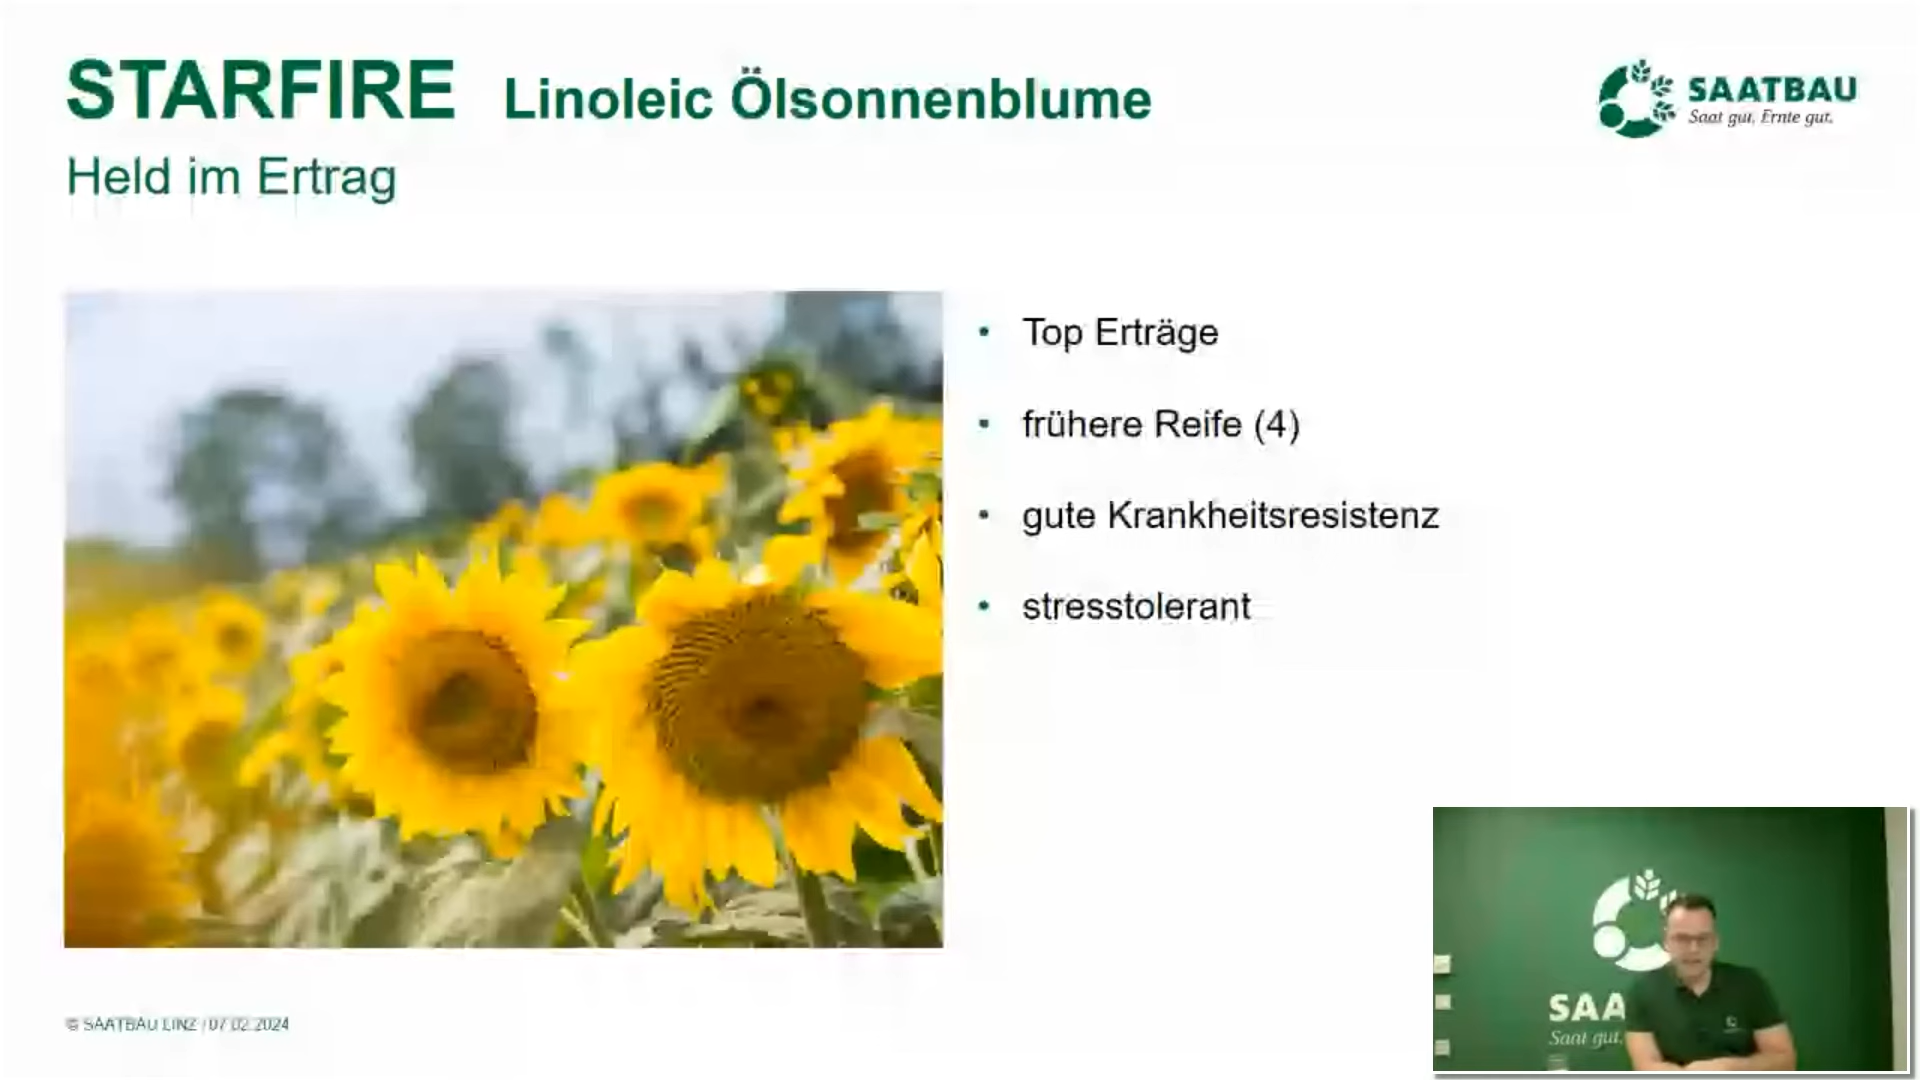 STARFIRE Linoleic Ölsonnenblume
Held im Ertrag
SAATBAU
Saat gut, Ernte gut.
• Top Erträge
• frühere Reife (4)
• gute Krankheitsresistenz
• stresstolerant
© SAATBAU LINZ | 07.02.2024
SAA
Saat gut,